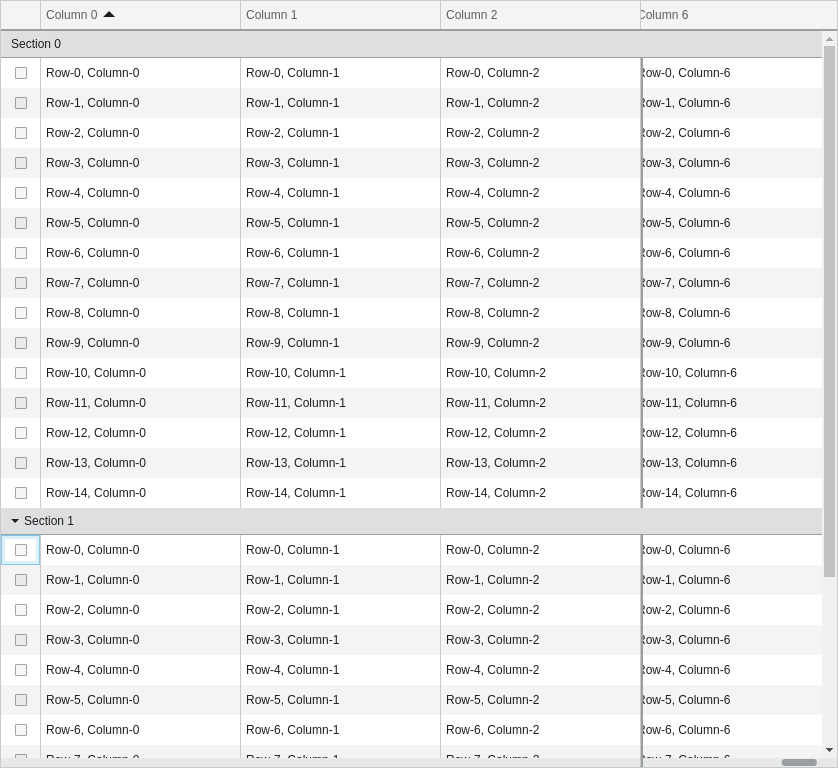 Column 0 Column 1 Column 2 Column 6
Section 0
Row-0, Column-0 Row-0, Column-1 Row-0, Column-2 Row-0, Column-6
Row-1, Column-0 Row-1, Column-1 Row-1, Column-2 Row-1, Column-6
Row-2, Column-0 Row-2, Column-1 Row-2, Column-2 Row-2, Column-6
Row-3, Column-0 Row-3, Column-1 Row-3, Column-2 Row-3, Column-6
Row-4, Column-0 Row-4, Column-1 Row-4, Column-2 Row-4, Column-6
Row-5, Column-0 Row-5, Column-1 Row-5, Column-2 Row-5, Column-6
Row-6, Column-0 Row-6, Column-1 Row-6, Column-2 Row-6, Column-6
Row-7, Column-0 Row-7, Column-1 Row-7, Column-2 Row-7, Column-6
Row-8, Column-0 Row-8, Column-1 Row-8, Column-2 Row-8, Column-6
Row-9, Column-0 Row-9, Column-1 Row-9, Column-2 Row-9, Column-6
Row-10, Column-0 Row-10, Column-1 Row-10, Column-2 Row-10, Column-6
Row-11, Column-0 Row-11, Column-1 Row-11, Column-2 Row-11, Column-6
Row-12, Column-0 Row-12, Column-1 Row-12, Column-2 Row-12, Column-6
Row-13, Column-0 Row-13, Column-1 Row-13, Column-2 Row-13, Column-6
Row-14, Column-0 Row-14, Column-1 Row-14, Column-2 Row-14, Column-6
Section 1
Row-0, Column-0 Row-0, Column-1 Row-0, Column-2 Row-0, Column-6
Row-1, Column-0 Row-1, Column-1 Row-1, Column-2 Row-1, Column-6
Row-2, Column-0 Row-2, Column-1 Row-2, Column-2 Row-2, Column-6
Row-3, Column-0 Row-3, Column-1 Row-3, Column-2 Row-3, Column-6
Row-4, Column-0 Row-4, Column-1 Row-4, Column-2 Row-4, Column-6
Row-5, Column-0 Row-5, Column-1 Row-5, Column-2 Row-5, Column-6
Row-6, Column-0 Row-6, Column-1 Row-6, Column-2 Row-6, Column-6